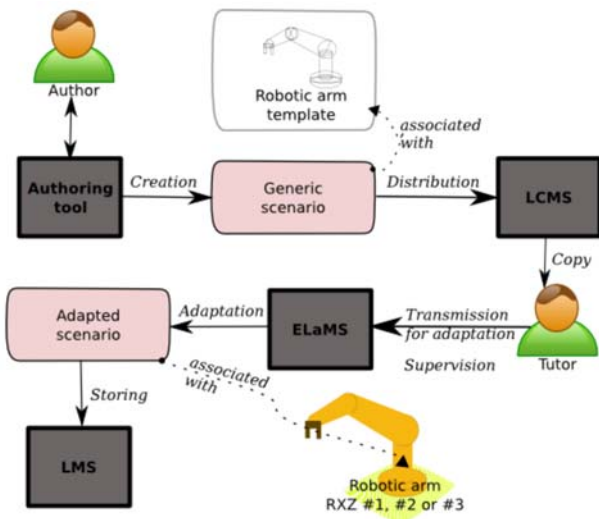 Author
Robotic arm
template
associated
with
Authoring
tool
Creation
Generic
scenario
Distribution
LCMS
Copy
Adapted
scenario
Adaptation
ELaMS
Transmission
for adaptation
Supervision
Tutor
associated
with
Storing
LMS
Robotic arm
RXZ #1, #2 or #3